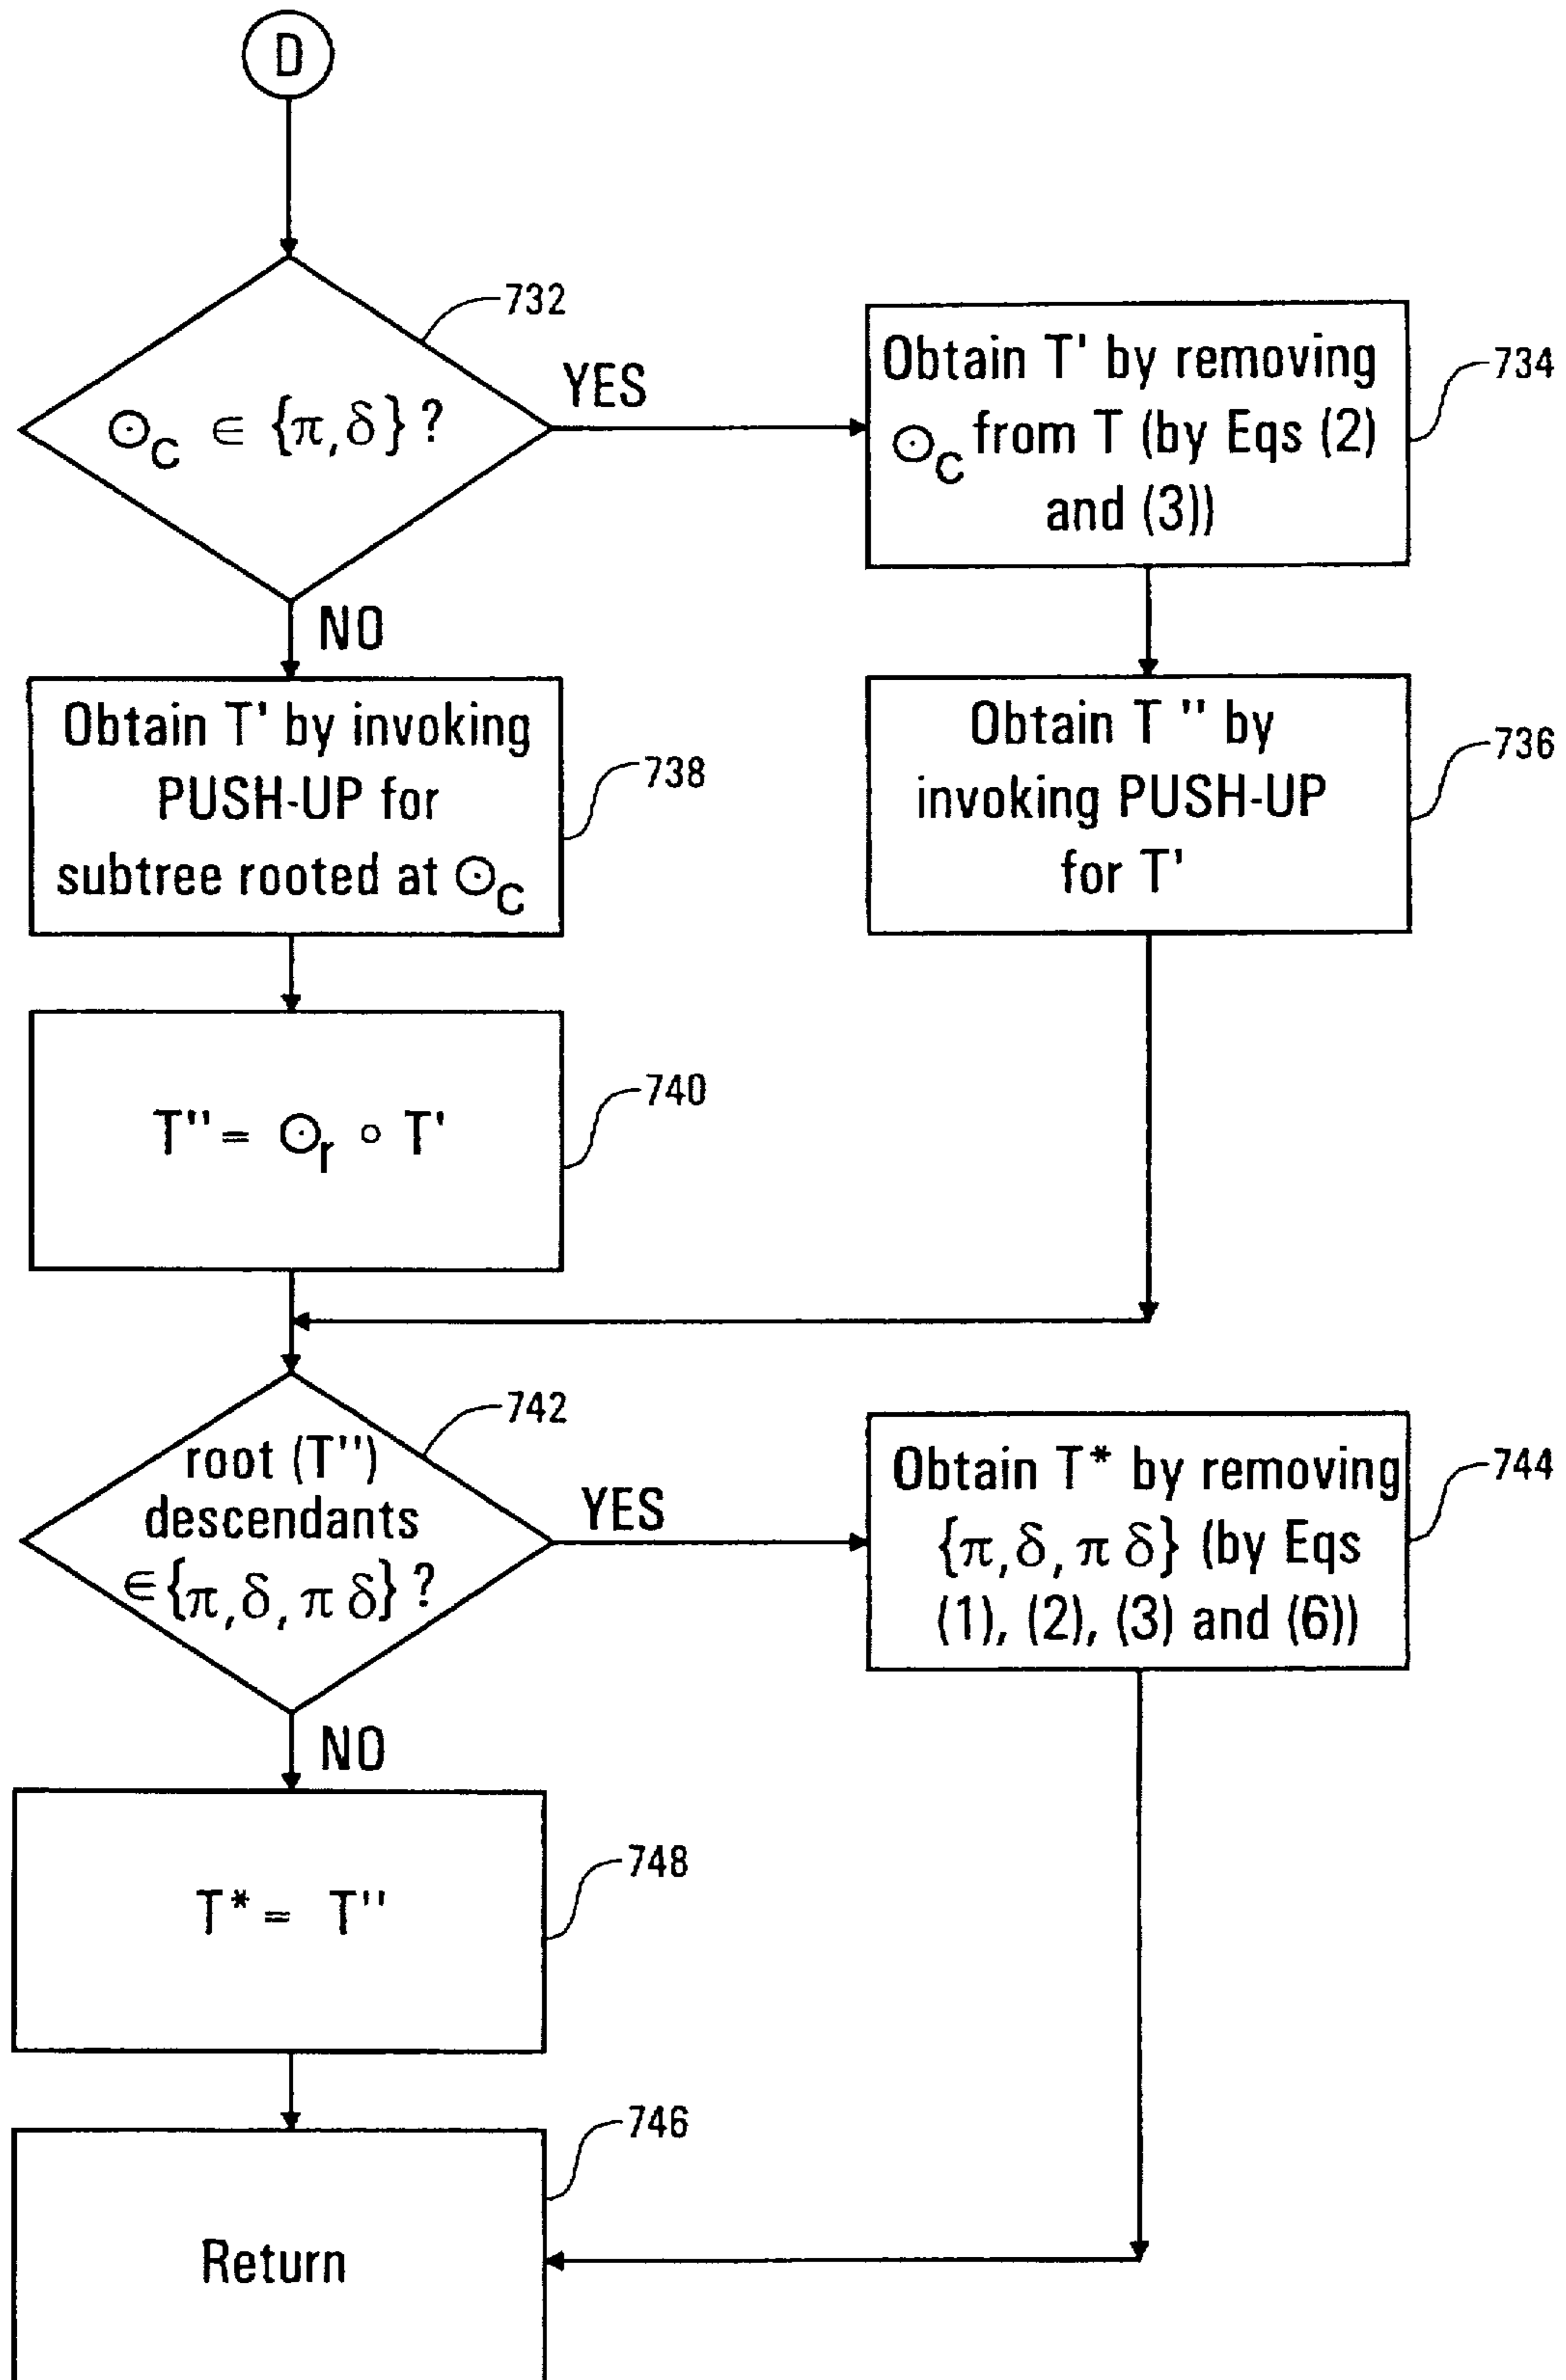 D
732
⊙C ∈ {π,δ} ?
YES
Obtain T' by removing
⊙C from T (by Eqs (2)
and (3))
734
NO
Obtain T' by invoking
PUSH-UP for
subtree rooted at ⊙C
738
Obtain T '' by
invoking PUSH-UP
for T'
736
T'' = ⊙r ∘ T'
740
742
root (T'')
descendants
∈ {π,δ, π δ} ?
YES
Obtain T* by removing
{π,δ, π δ} (by Eqs
(1), (2), (3) and (6))
744
NO
T* = T''
748
746
Return